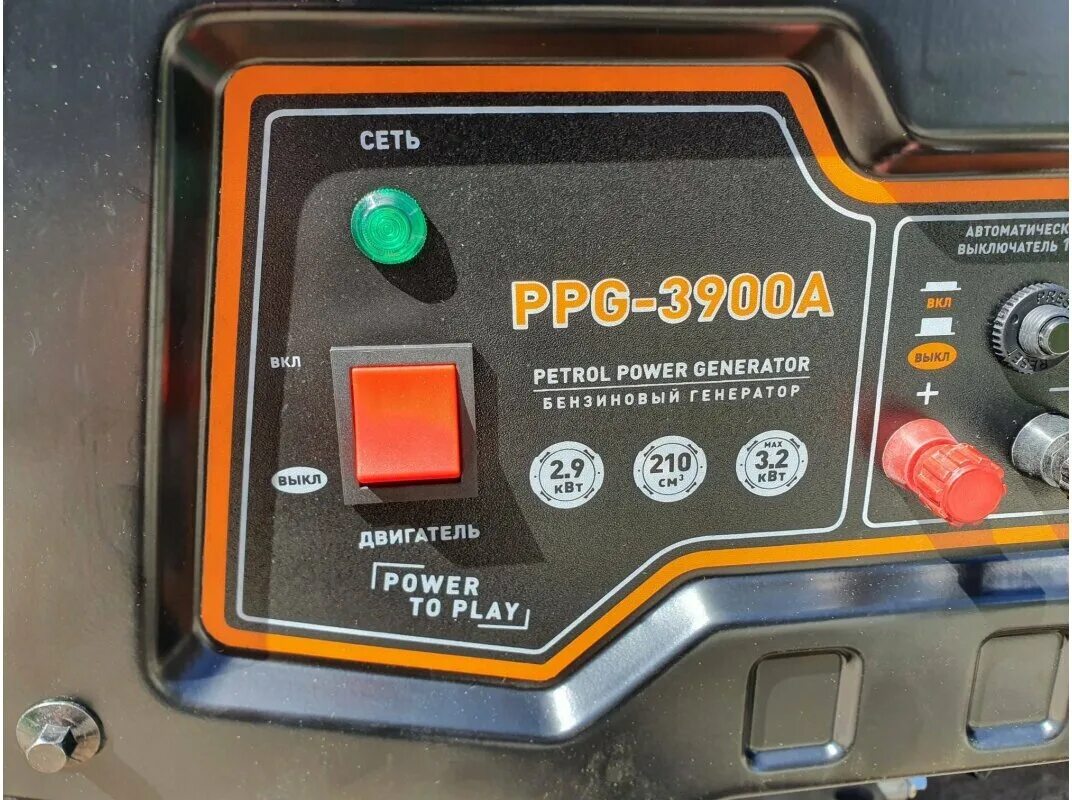 СЕТЬ
PPG-3900A
PETROL POWER GENERATOR
БЕНЗИНОВЫЙ ГЕНЕРАТОР
2.9
кВт
210
см³
MAX
3.2
кВт
ВКЛ
ВЫКЛ
ДВИГАТЕЛЬ
POWER
TO PLAY
АВТОМАТИЧЕСК
ВЫКЛЮЧАТЕЛЬ 1
ВКЛ
ВЫКЛ
+